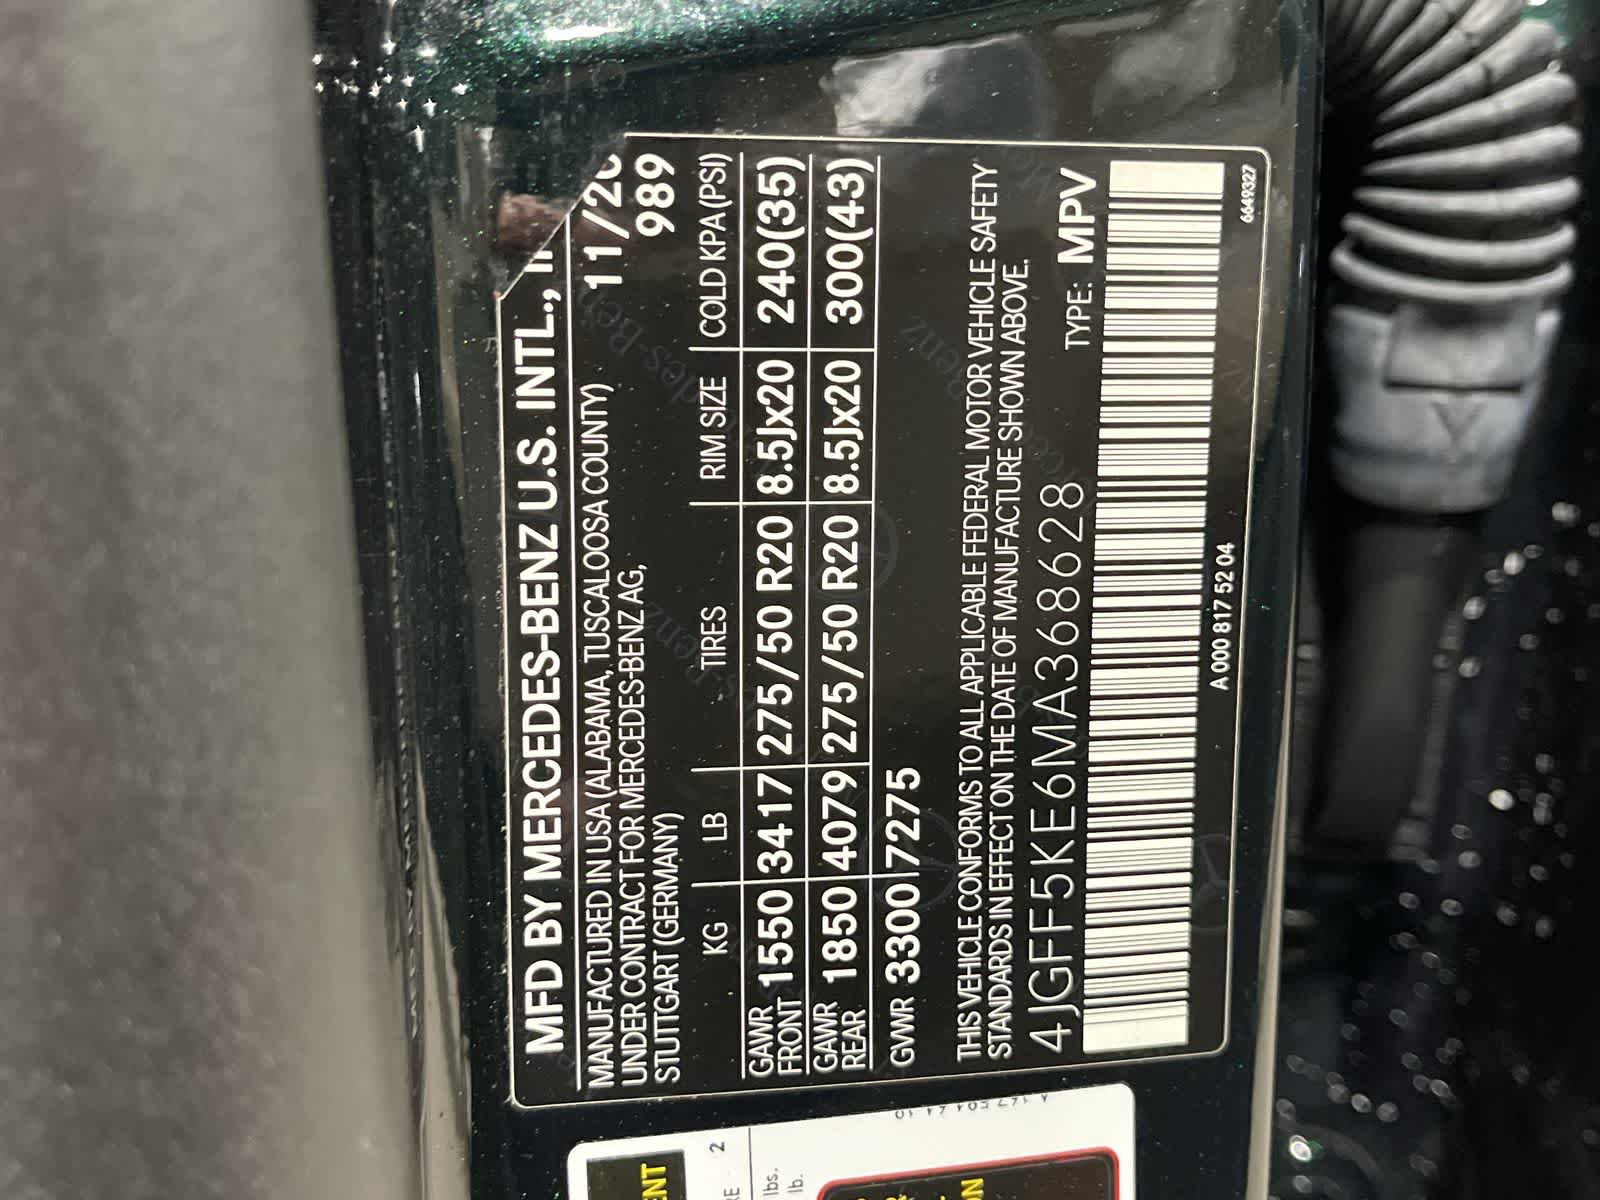 MFD BY MERCEDES-BENZ U.S. INTL.,
MANUFACTURED IN USA (ALABAMA, TUSCALOOSA COUNTY) 11/20
UNDER CONTRACT FOR MERCEDES-BENZ AG, 989
STUTTGART (GERMANY)
KG LB TIRES RIM SIZE COLD KPA (PSI)
GAWR FRONT 1550 3417 275/50 R20 8.5Jx20 240(35)
GAWR REAR 1850 4079 275/50 R20 8.5Jx20 300(43)
GVWR 3300 7275
THIS VEHICLE CONFORMS TO ALL APPLICABLE FEDERAL MOTOR VEHICLE SAFETY
STANDARDS IN EFFECT ON THE DATE OF MANUFACTURE SHOWN ABOVE.
4JGFF5KE6MA368628 TYPE: MPV
A 000 817 52 04 6649327
2
lbs.
lb.